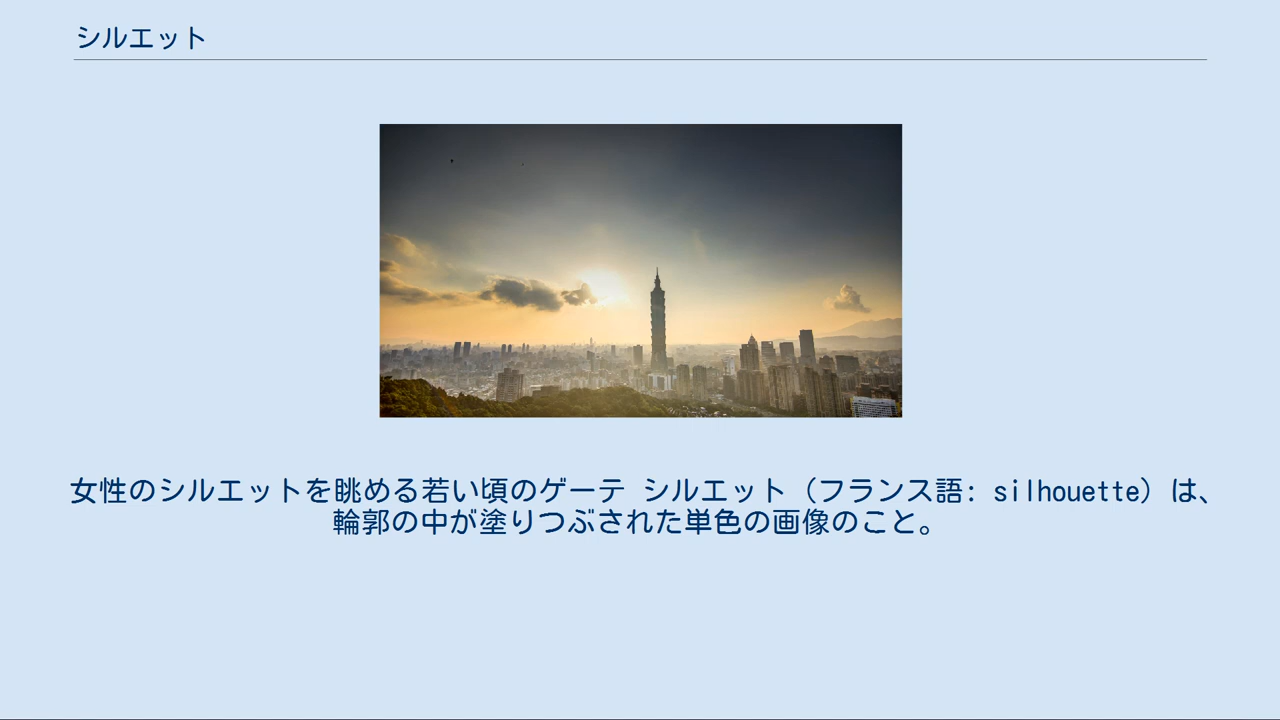 シルエット
女性のシルエットを眺める若い頃のゲーテ シルエット（フランス語: silhouette）は、
輪郭の中が塗りつぶされた単色の画像のこと。